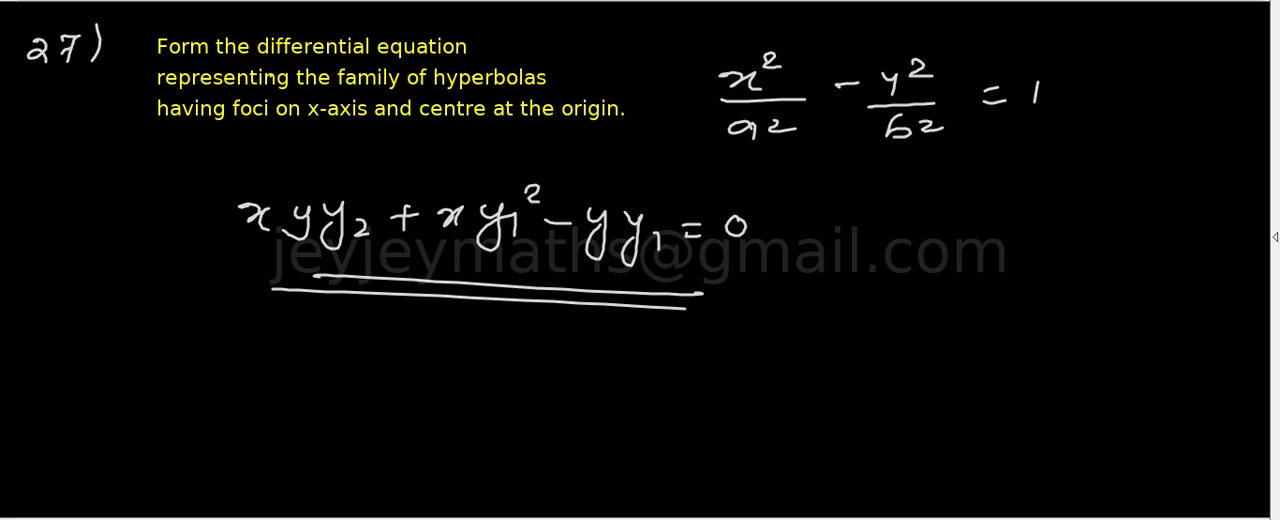 27)
Form the differential equation
representing the family of hyperbolas
having foci on x-axis and centre at the origin.
x²/a² - y²/b² = 1
xyy₂ + xy₁² - yy₁ = 0
jeyjeymaths@gmail.com